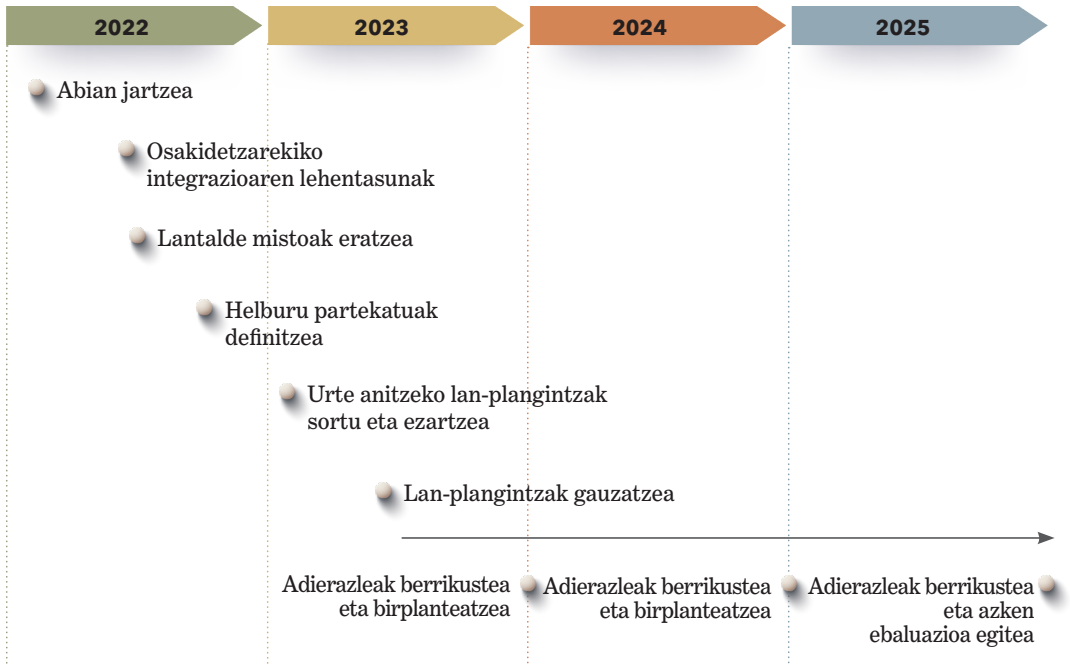 2022
2023
2024
2025
Abian jartzea
Osakidetzarekiko
integrazioaren lehentasunak
Lantalde mistoak eratzea
Helburu partekatuak
definitzea
Urte anitzeko lan-plangintzak
sortu eta ezartzea
Lan-plangintzak gauzatzea
Adierazleak berrikustea
eta birplanteatzea
Adierazleak berrikustea
eta birplanteatzea
Adierazleak berrikustea
eta azken
ebaluazioa egitea